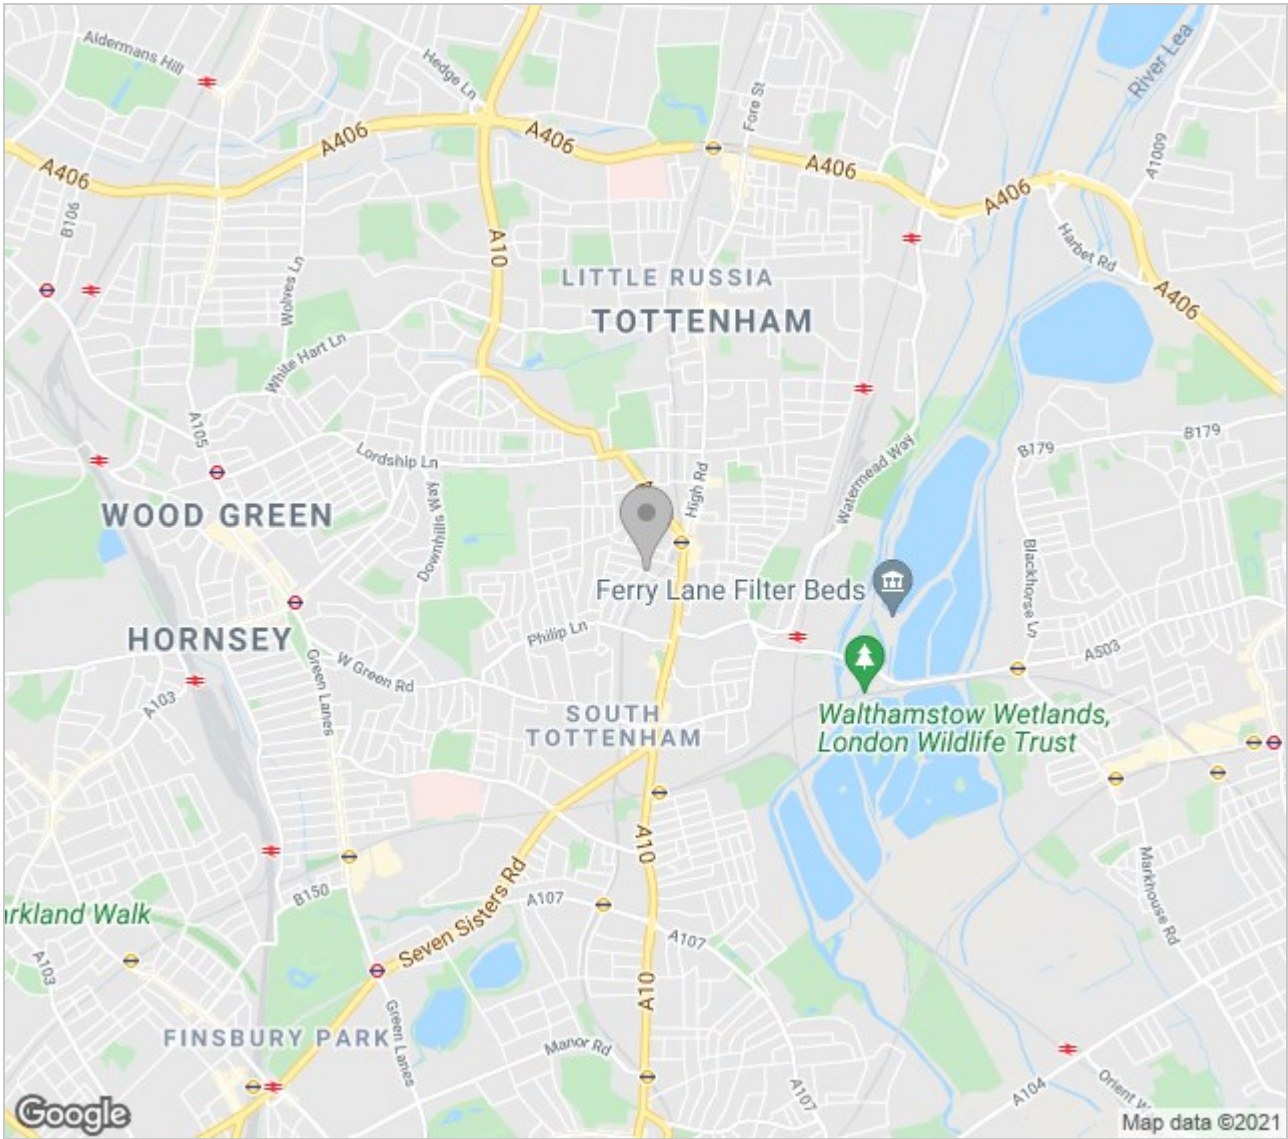 Aldermans Hill
Hedge Ln
Fore St
River Lea
A406
A406
A406
A406
A406
A406
A1009
B106
A10
Wolves Ln
Harbet Rd
LITTLE RUSSIA
TOTTENHAM
White Hart Ln
A105
Lordship Ln
High Rd
Watermead Way
B179
B179
WOOD GREEN
Downhills Way
Blackhorse Ln
Ferry Lane Filter Beds
HORNSEY
Philip Ln
W Green Rd
Green Lanes
A103
A503
SOUTH
TOTTENHAM
Walthamstow Wetlands,
London Wildlife Trust
A10
Seven Sisters Rd
B150
A107
Markhouse Rd
arkland Walk
A107
A103
A10
FINSBURY PARK
Green Lanes
Manor Rd
A107
A104
Orient W
Google
Map data ©2021